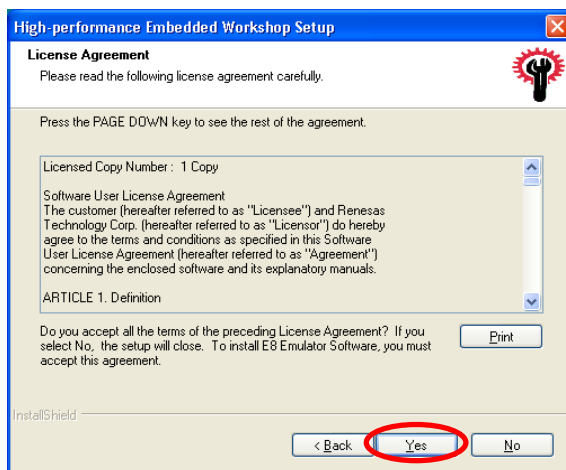 High-performance Embedded Workshop Setup
License Agreement
Please read the following license agreement carefully.
Press the PAGE DOWN key to see the rest of the agreement.
Licensed Copy Number :  1 Copy
Software User License Agreement
The customer (hereafter referred to as "Licensee") and Renesas
Technology Corp. (hereafter referred to as "Licensor") do hereby
agree to the terms and conditions as specified in this Software
User License Agreement (hereafter referred to as "Agreement")
concerning the enclosed software and its explanatory manuals.
ARTICLE 1. Definition
Do you accept all the terms of the preceding License Agreement?  If you
select No,  the setup will close.  To install E8 Emulator Software, you must
accept this agreement.
Print
InstallShield
< Back
Yes
No